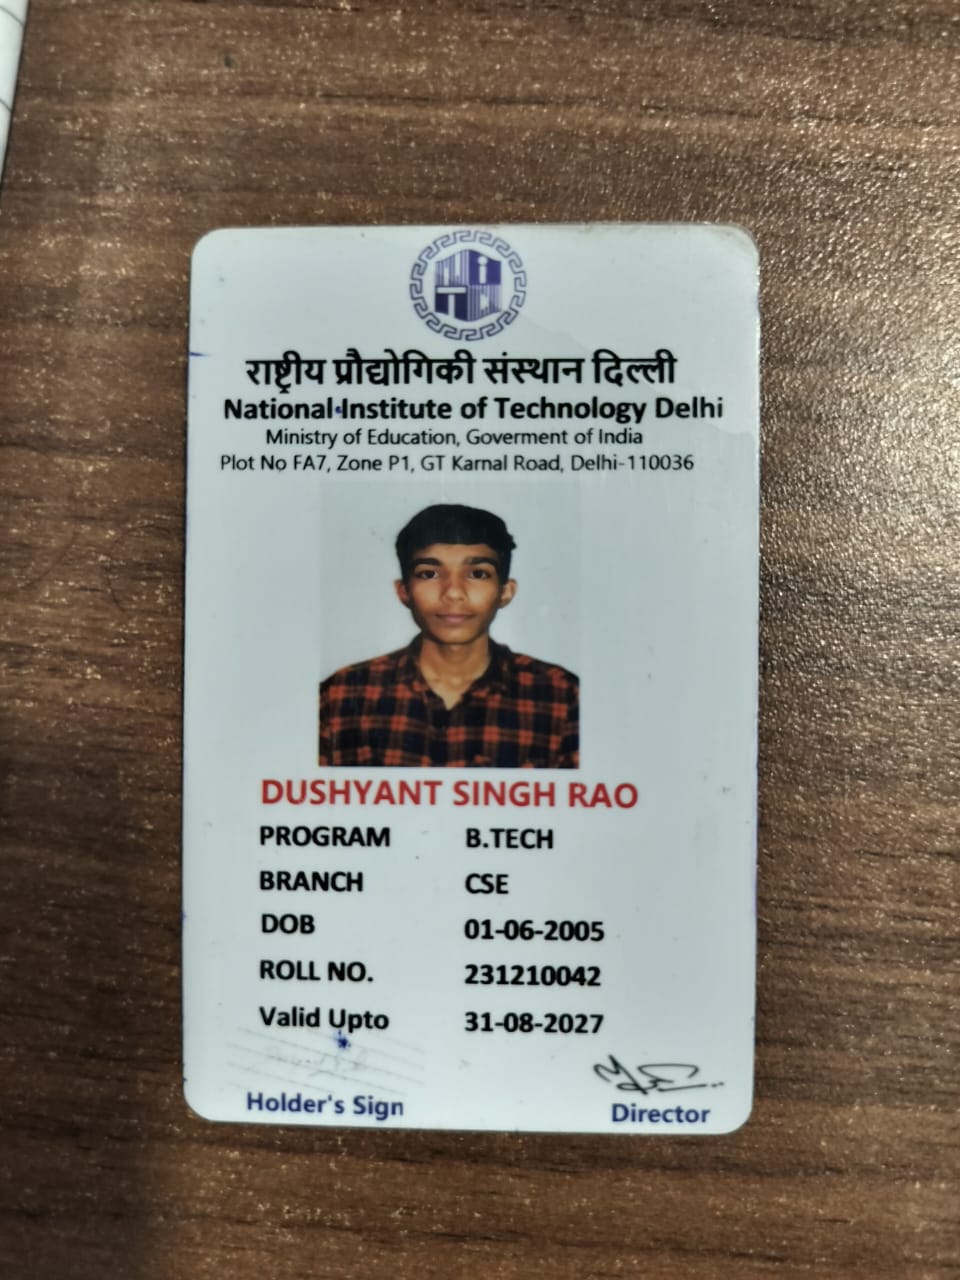 राष्ट्रीय प्रौद्योगिकी संस्थान दिल्ली
National Institute of Technology Delhi
Ministry of Education, Goverment of India
Plot No FA7, Zone P1, GT Karnal Road, Delhi-110036
DUSHYANT SINGH RAO
PROGRAM B.TECH
BRANCH CSE
DOB 01-06-2005
ROLL NO. 231210042
Valid Upto 31-08-2027
Holder's Sign Director